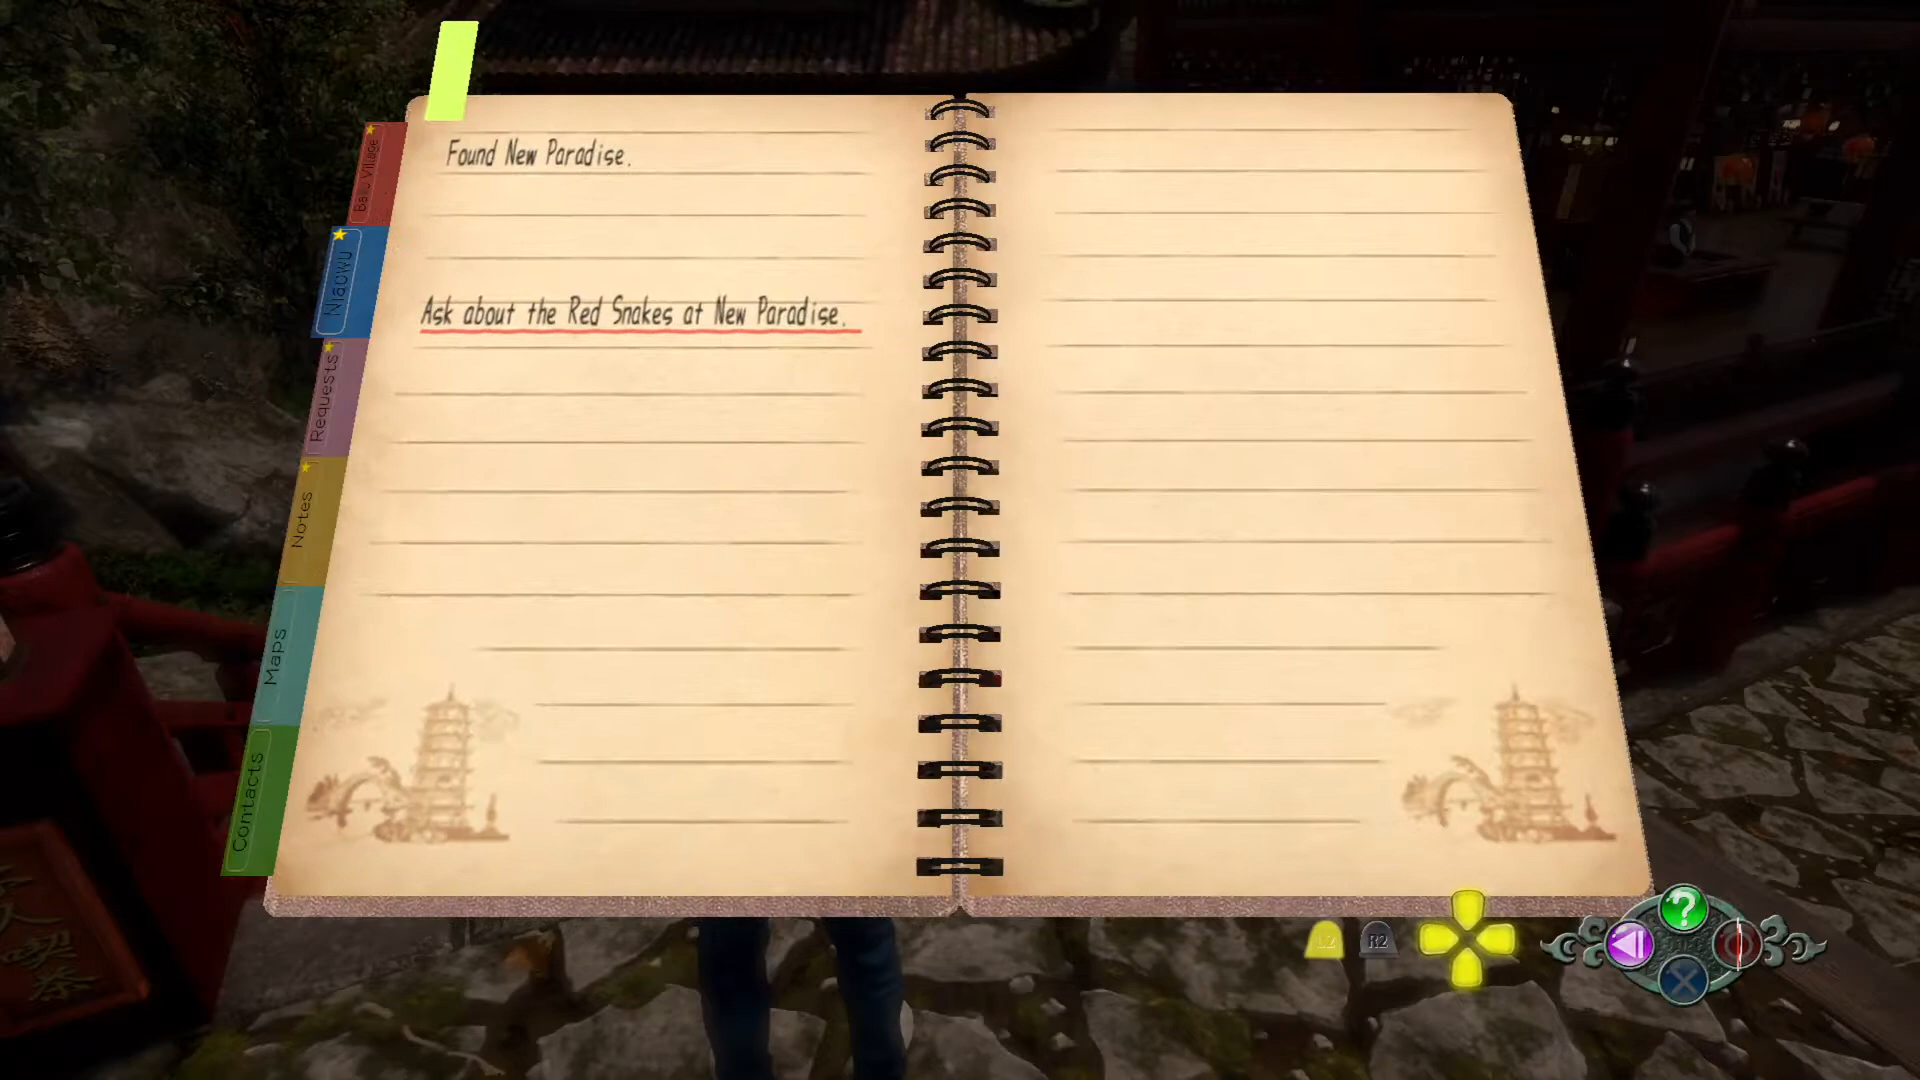 Found New Paradise.
Ask about the Red Snakes at New Paradise.
Bailu Village
Niaowu
Requests
Notes
Maps
Contacts
L2
R2
?